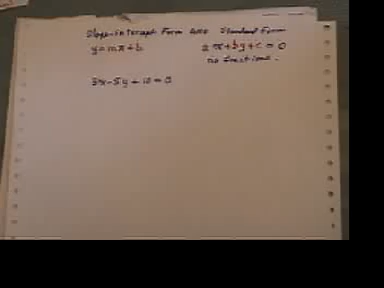 Slope-intercept Form and Standard Form
y=mx+b ax+by+c=0
no fractions.
3x-5y+10=0